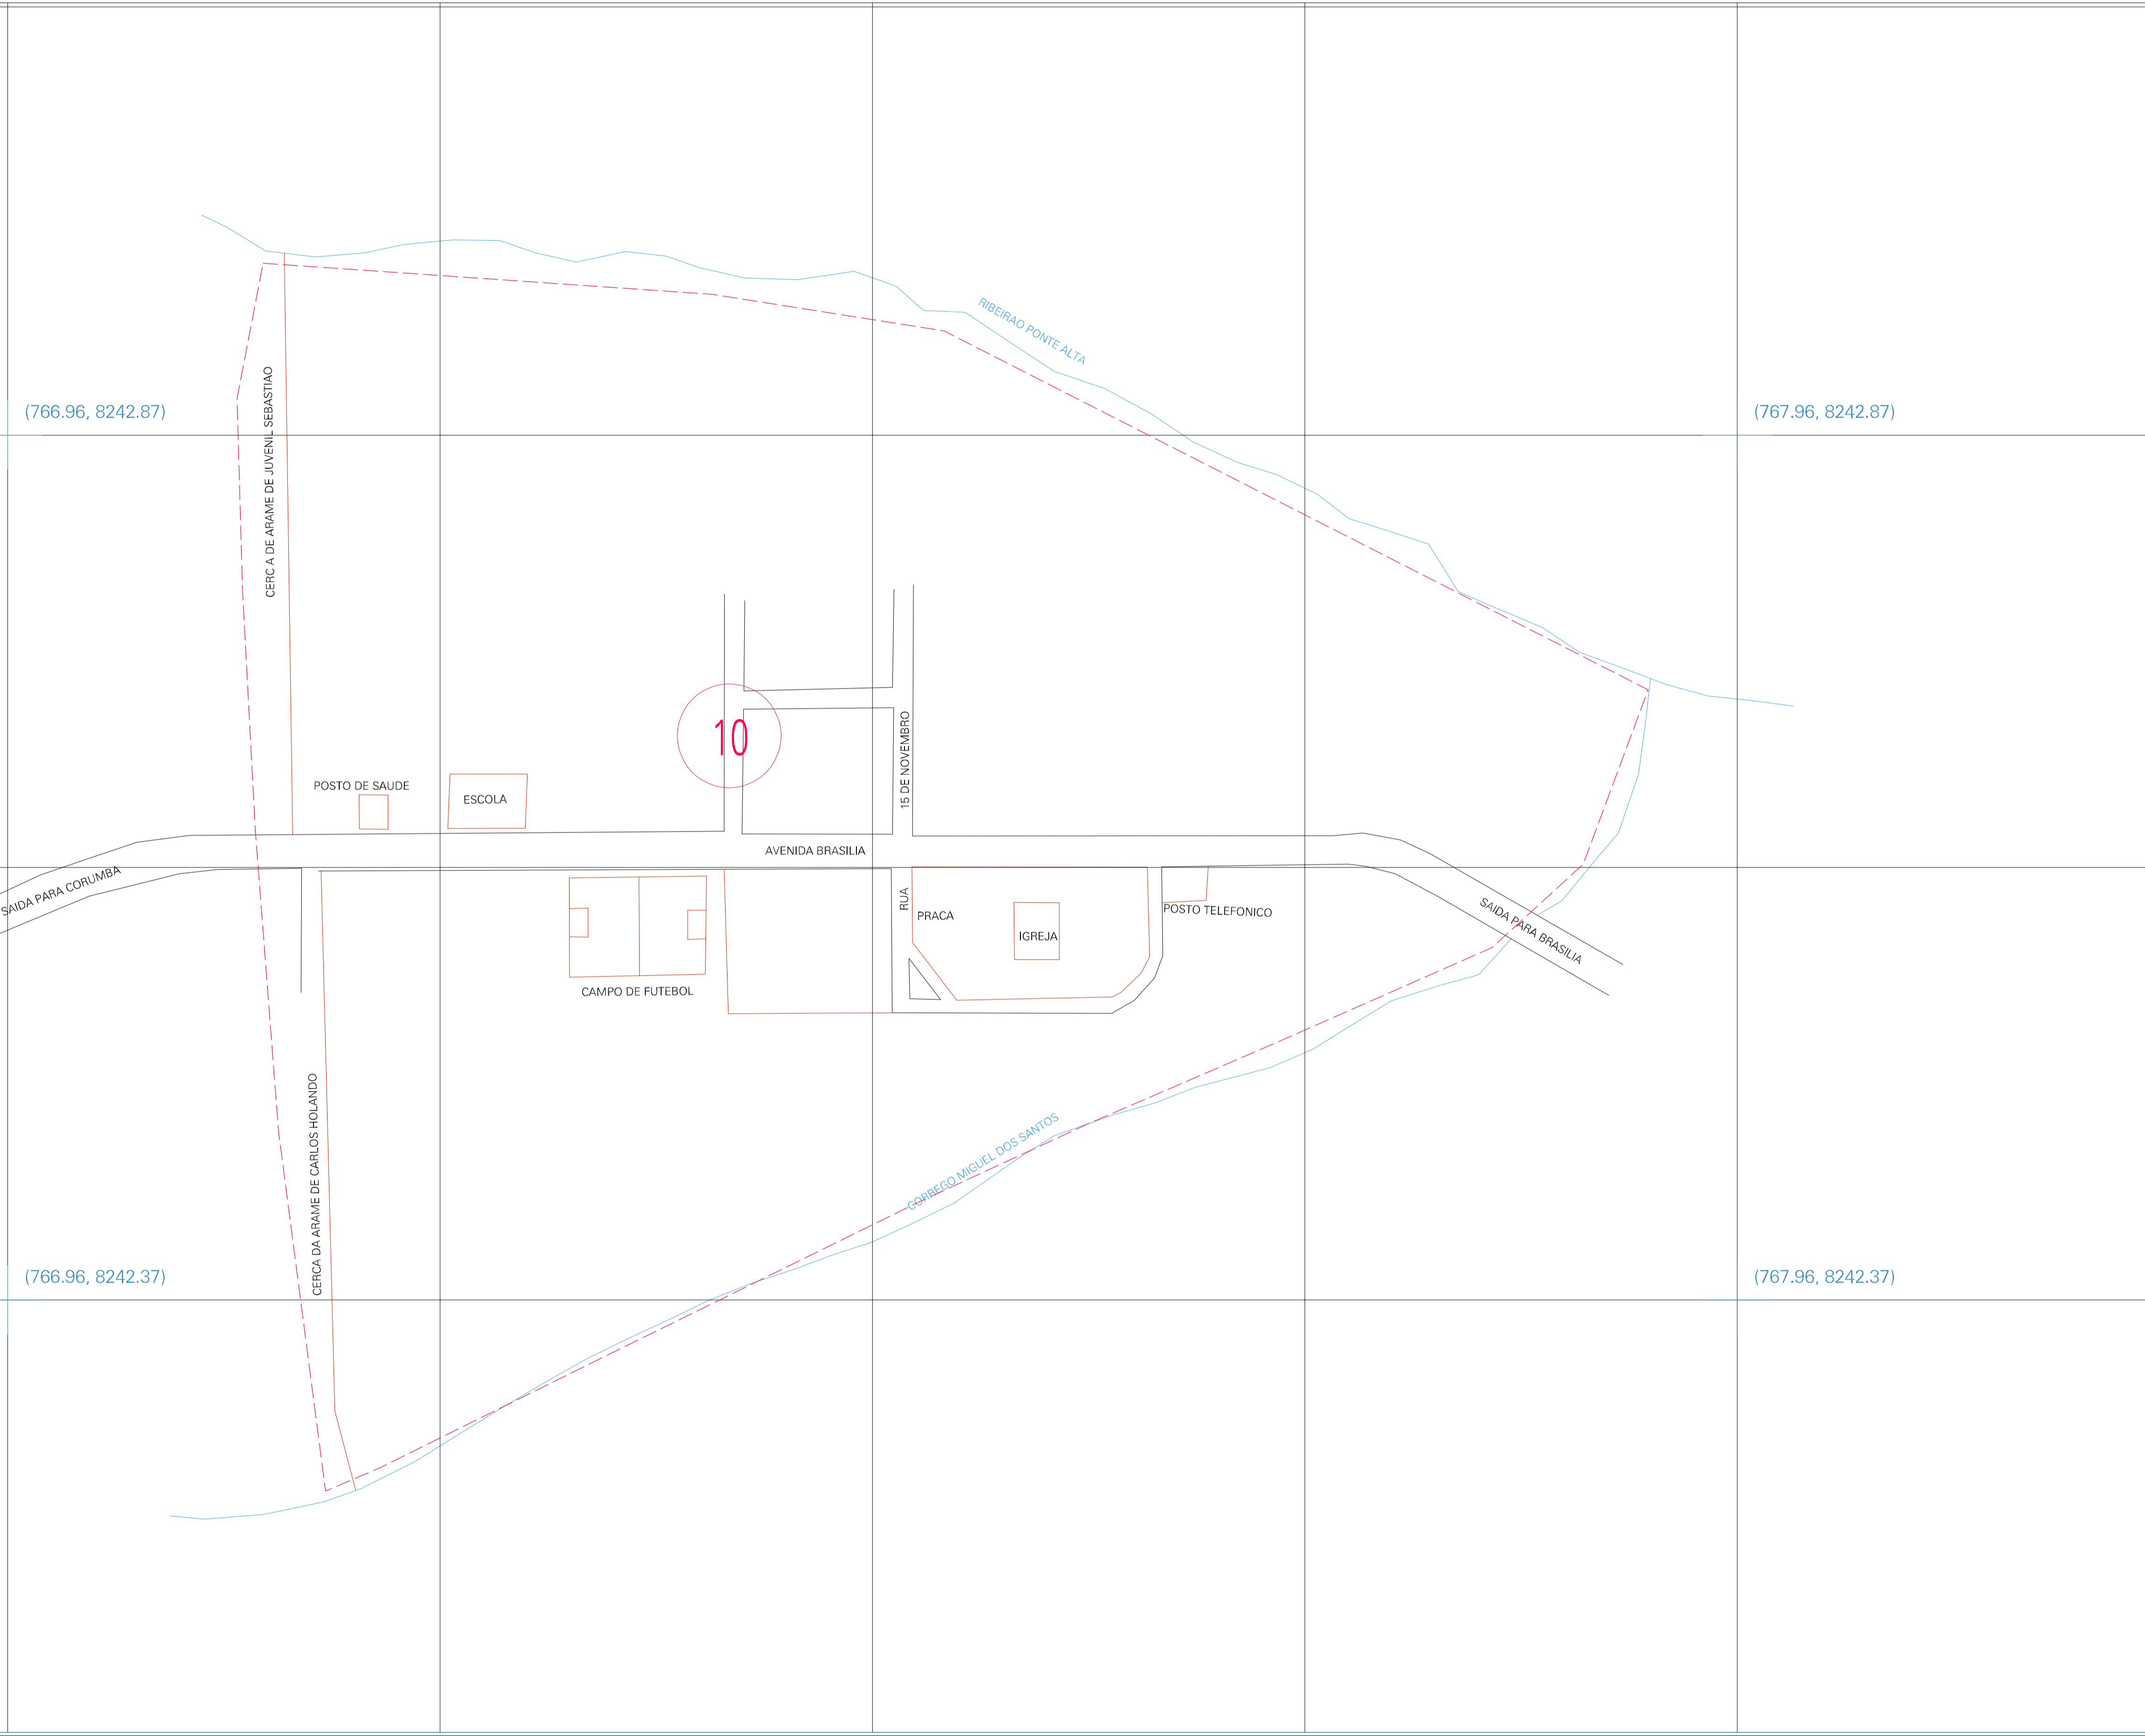 RIBEIRAO PONTE ALTA
(766.96, 8242.87)
(767.96, 8242.87)
CERC A DE ARAME DE JUVENIL SEBASTIAO
10
15 DE NOVEMBRO
POSTO DE SAUDE
ESCOLA
AVENIDA BRASILIA
SAIDA PARA CORUMBA
RUA
PRACA
IGREJA
POSTO TELEFONICO
SAIDA PARA BRASILIA
CAMPO DE FUTEBOL
CERCA DA ARAME DE CARLOS HOLANDO
CORREGO MIGUEL DOS SANTOS
(766.96, 8242.37)
(767.96, 8242.37)